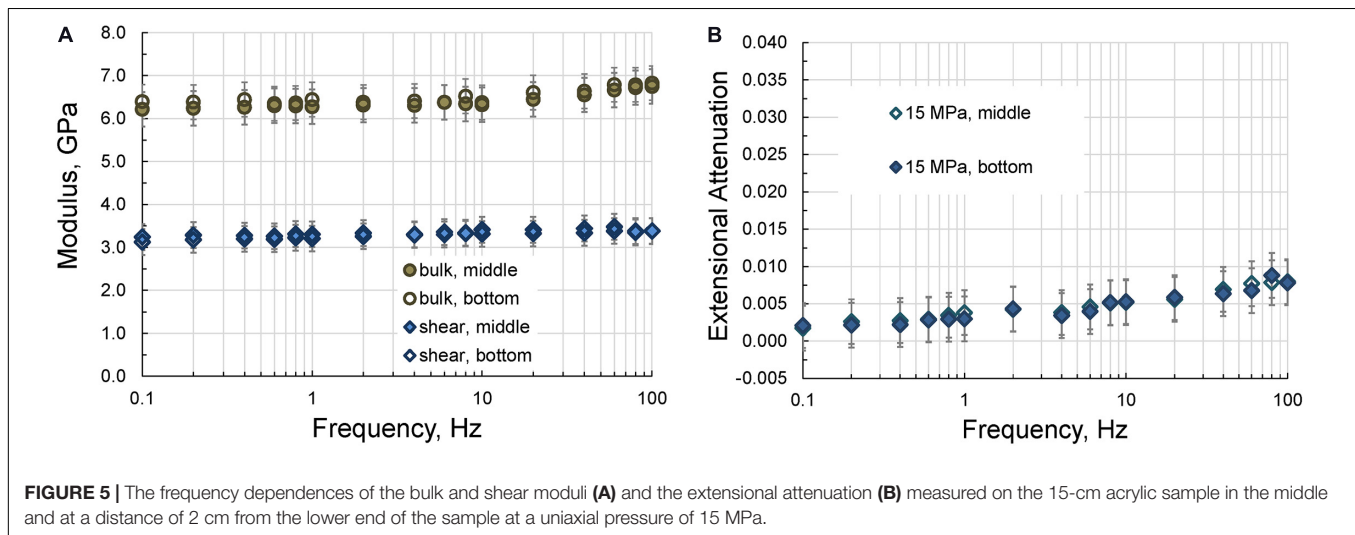 A
8.0
7.0
6.0
5.0
4.0
3.0
2.0
1.0
0.0
Modulus, GPa
0.1
1
10
100
Frequency, Hz
bulk, middle
bulk, bottom
shear, middle
shear, bottom
B
0.040
0.035
0.030
0.025
0.020
0.015
0.010
0.005
0.000
-0.005
Extensional Attenuation
0.1
1
10
100
Frequency, Hz
15 MPa, middle
15 MPa, bottom
FIGURE 5 | The frequency dependences of the bulk and shear moduli (A) and the extensional attenuation (B) measured on the 15-cm acrylic sample in the middle
and at a distance of 2 cm from the lower end of the sample at a uniaxial pressure of 15 MPa.